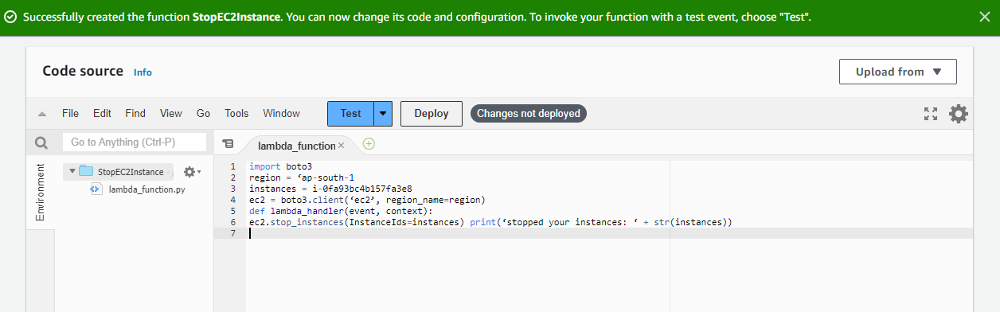 Successfully created the function StopEC2Instance. You can now change its code and configuration. To invoke your function with a test event, choose "Test".
Code source Info
Upload from
File Edit Find View Go Tools Window Test Deploy Changes not deployed
Go to Anything (Ctrl-P)
lambda_function
Environment
StopEC2Instance
lambda_function.py
1 import boto3
2 region = ‘ap-south-1
3 instances = i-0fa93bc4b157fa3e8
4 ec2 = boto3.client(‘ec2’, region_name=region)
5 def lambda_handler(event, context):
6 ec2.stop_instances(InstanceIds=instances) print(‘stopped your instances: ‘ + str(instances))
7